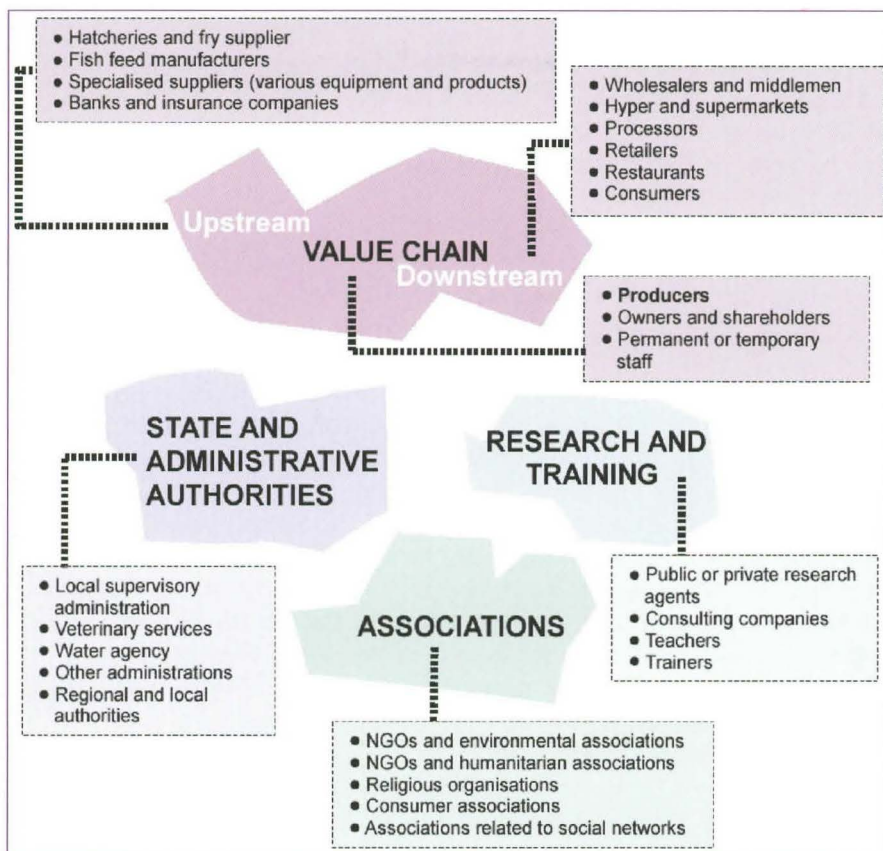 ● Hatcheries and fry supplier
● Fish feed manufacturers
● Specialised suppliers (various equipment and products)
● Banks and insurance companies
● Wholesalers and middlemen
● Hyper and supermarkets
● Processors
● Retailers
● Restaurants
● Consumers
Upstream
VALUE CHAIN
Downstream
● Producers
● Owners and shareholders
● Permanent or temporary
staff
STATE AND
ADMINISTRATIVE
AUTHORITIES
RESEARCH AND
TRAINING
● Local supervisory
administration
● Veterinary services
● Water agency
● Other administrations
● Regional and local
authorities
ASSOCIATIONS
● Public or private research
agents
● Consulting companies
● Teachers
● Trainers
● NGOs and environmental associations
● NGOs and humanitarian associations
● Religious organisations
● Consumer associations
● Associations related to social networks